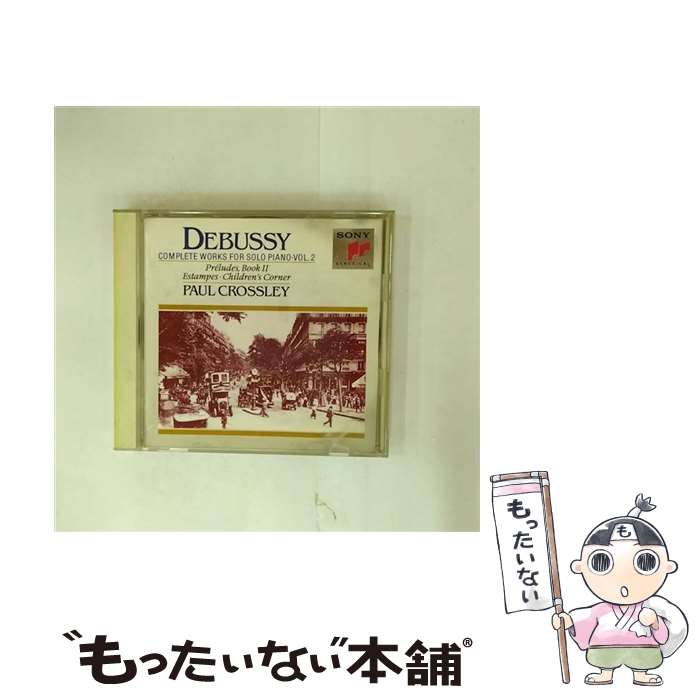 DEBUSSY
COMPLETE WORKS FOR SOLO PIANO·VOL. 2
Préludes, Book II
Estampes · Children's Corner
PAUL CROSSLEY
SONY
CLASSICAL
もったいない
も
"もったいない"本舗®